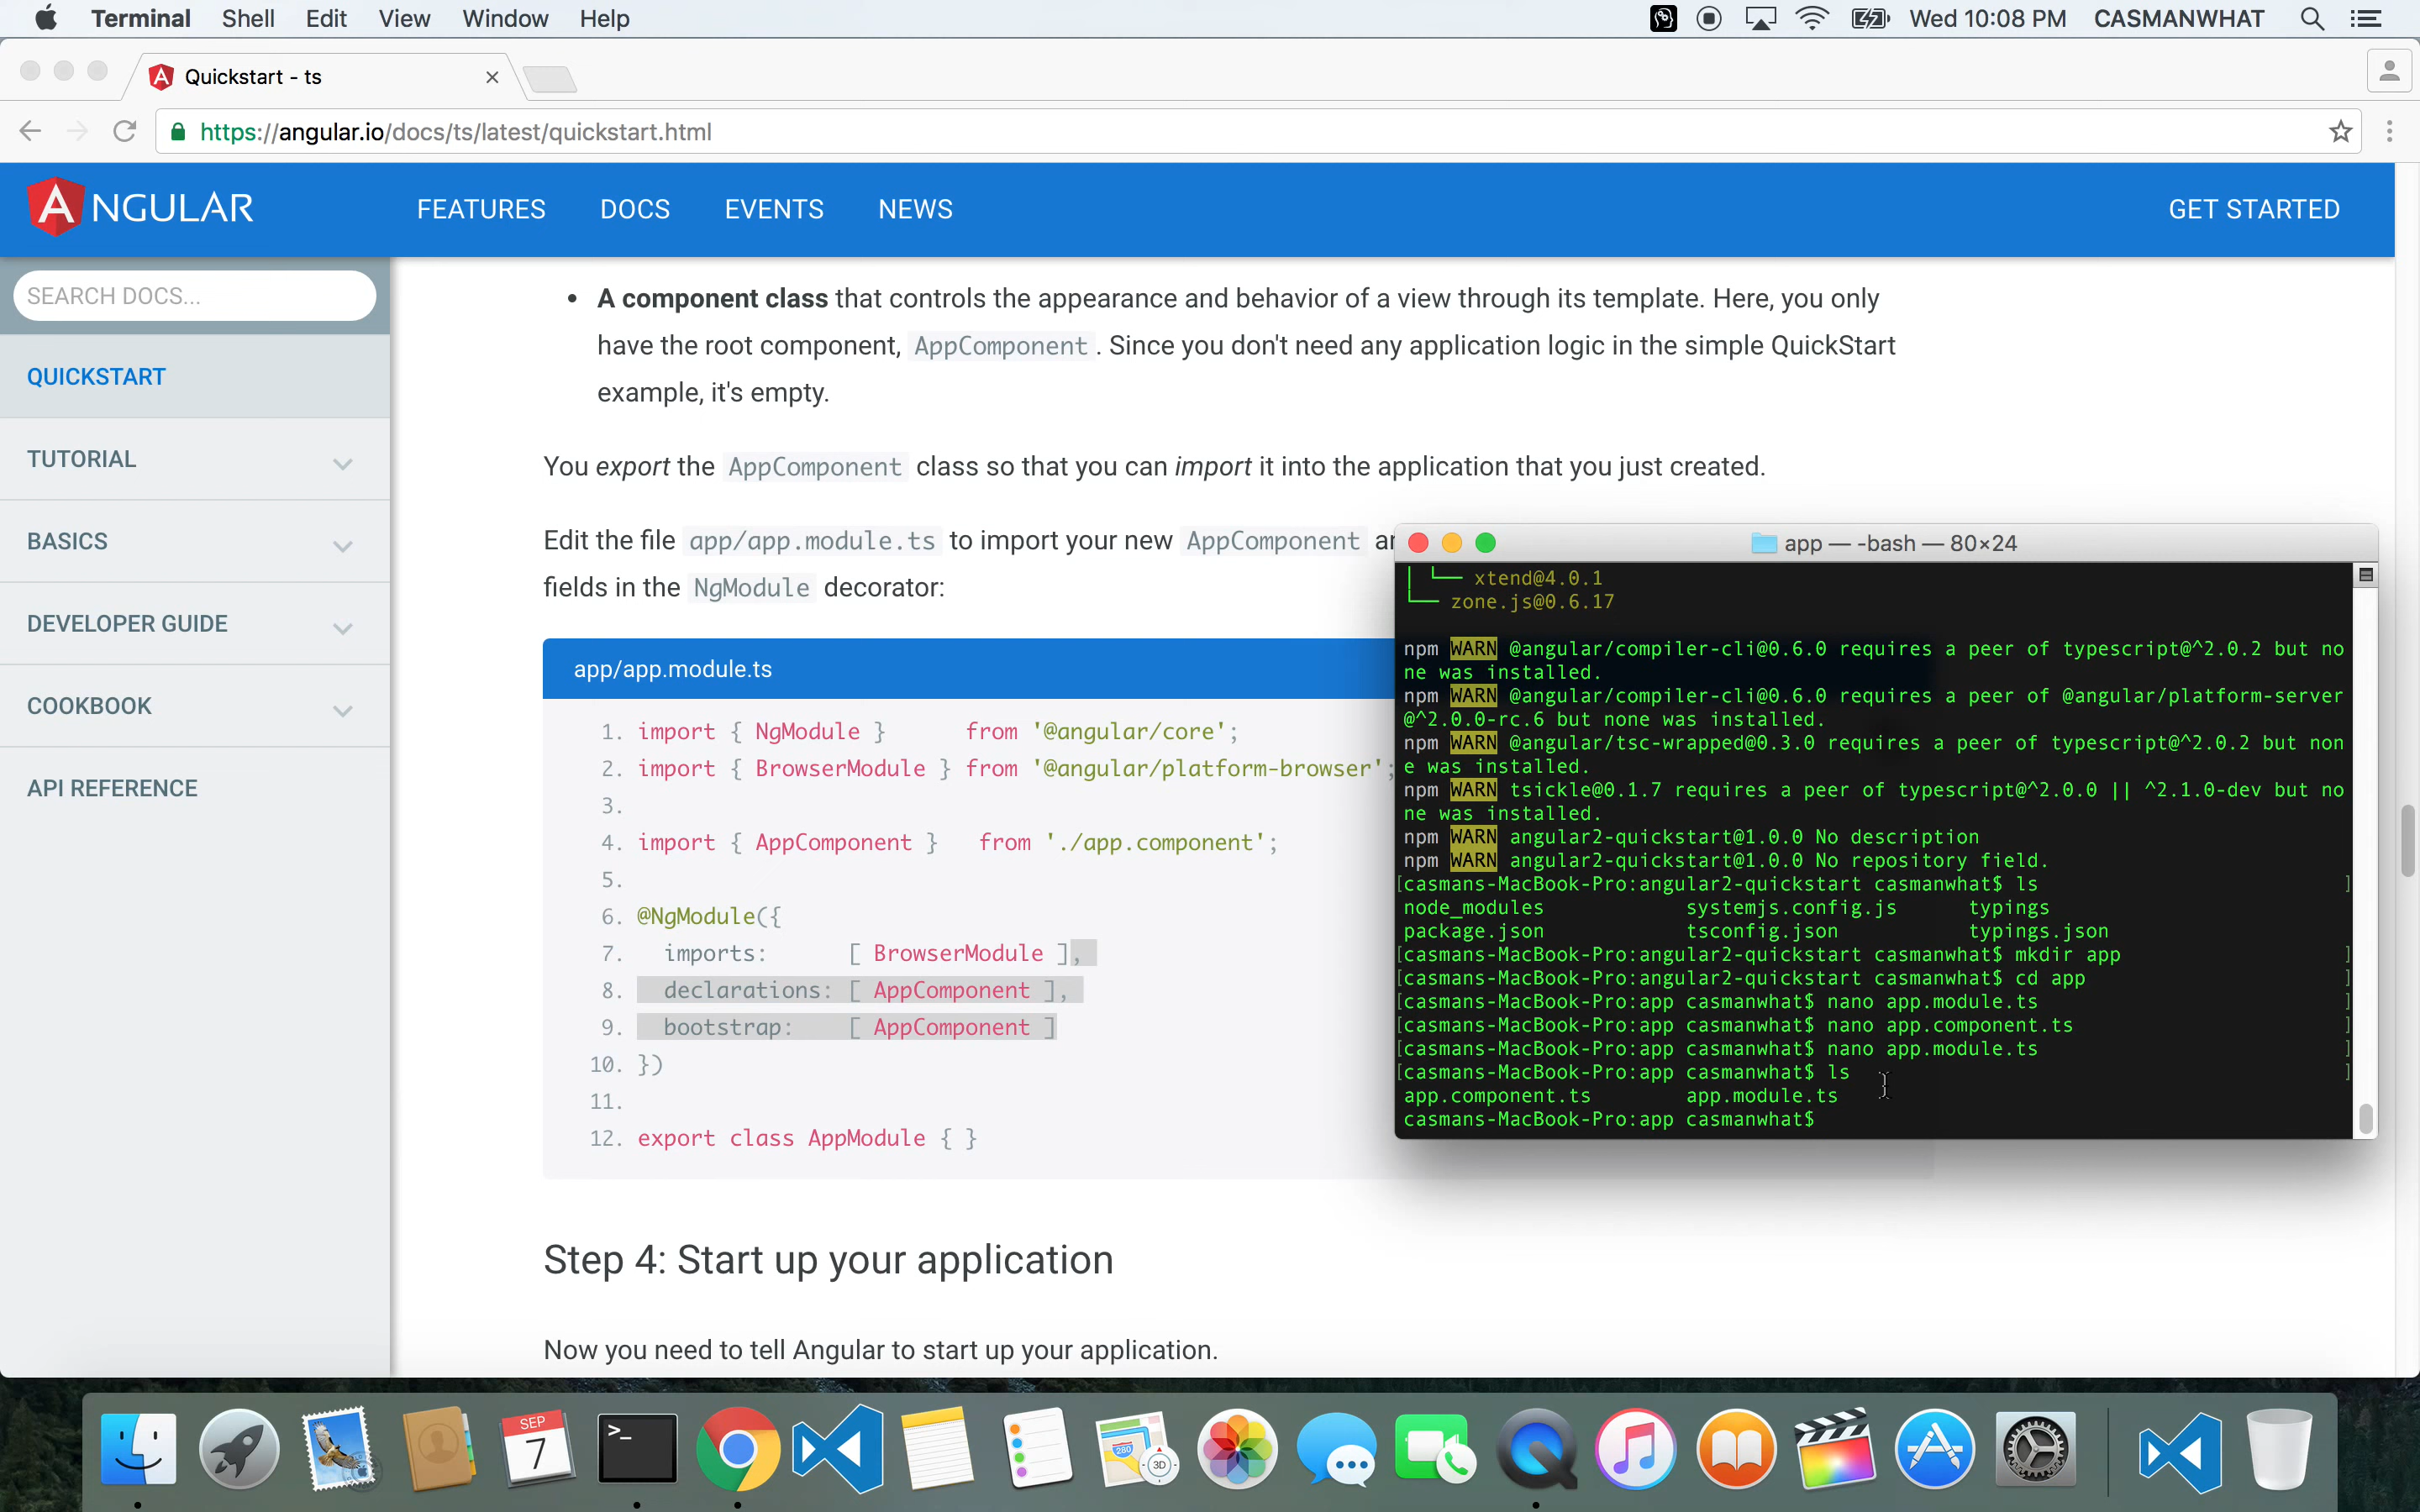 Terminal Shell Edit View Window Help Wed 10:08 PM CASMANWHAT
Quickstart - ts
https://angular.io/docs/ts/latest/quickstart.html
ANGULAR FEATURES DOCS EVENTS NEWS GET STARTED
SEARCH DOCS...
QUICKSTART
TUTORIAL
BASICS
DEVELOPER GUIDE
COOKBOOK
API REFERENCE
• A component class that controls the appearance and behavior of a view through its template. Here, you only
have the root component, AppComponent . Since you don't need any application logic in the simple QuickStart
example, it's empty.
You export the AppComponent class so that you can import it into the application that you just created.
Edit the file app/app.module.ts to import your new AppComponent
fields in the NgModule decorator:
app/app.module.ts
1. import { NgModule }      from '@angular/core';
2. import { BrowserModule } from '@angular/platform-browser';
3.
4. import { AppComponent }   from './app.component';
5.
6. @NgModule({
7.   imports:      [ BrowserModule ],
8.   declarations: [ AppComponent ],
9.   bootstrap:    [ AppComponent ]
10. })
11.
12. export class AppModule { }
Step 4: Start up your application
Now you need to tell Angular to start up your application.
app — -bash — 80×24
│ └── xtend@4.0.1
└── zone.js@0.6.17
npm WARN @angular/compiler-cli@0.6.0 requires a peer of typescript@^2.0.2 but no
ne was installed.
npm WARN @angular/compiler-cli@0.6.0 requires a peer of @angular/platform-server
@^2.0.0-rc.6 but none was installed.
npm WARN @angular/tsc-wrapped@0.3.0 requires a peer of typescript@^2.0.2 but non
e was installed.
npm WARN tsickle@0.1.7 requires a peer of typescript@^2.0.0 || ^2.1.0-dev but no
ne was installed.
npm WARN angular2-quickstart@1.0.0 No description
npm WARN angular2-quickstart@1.0.0 No repository field.
[casmans-MacBook-Pro:angular2-quickstart casmanwhat$ ls ]
node_modules systemjs.config.js typings
package.json tsconfig.json typings.json
[casmans-MacBook-Pro:angular2-quickstart casmanwhat$ mkdir app ]
[casmans-MacBook-Pro:angular2-quickstart casmanwhat$ cd app ]
[casmans-MacBook-Pro:app casmanwhat$ nano app.module.ts ]
[casmans-MacBook-Pro:app casmanwhat$ nano app.component.ts ]
[casmans-MacBook-Pro:app casmanwhat$ nano app.module.ts ]
[casmans-MacBook-Pro:app casmanwhat$ ls ]
app.component.ts app.module.ts
casmans-MacBook-Pro:app casmanwhat$
SEP
7
>_
280
3D